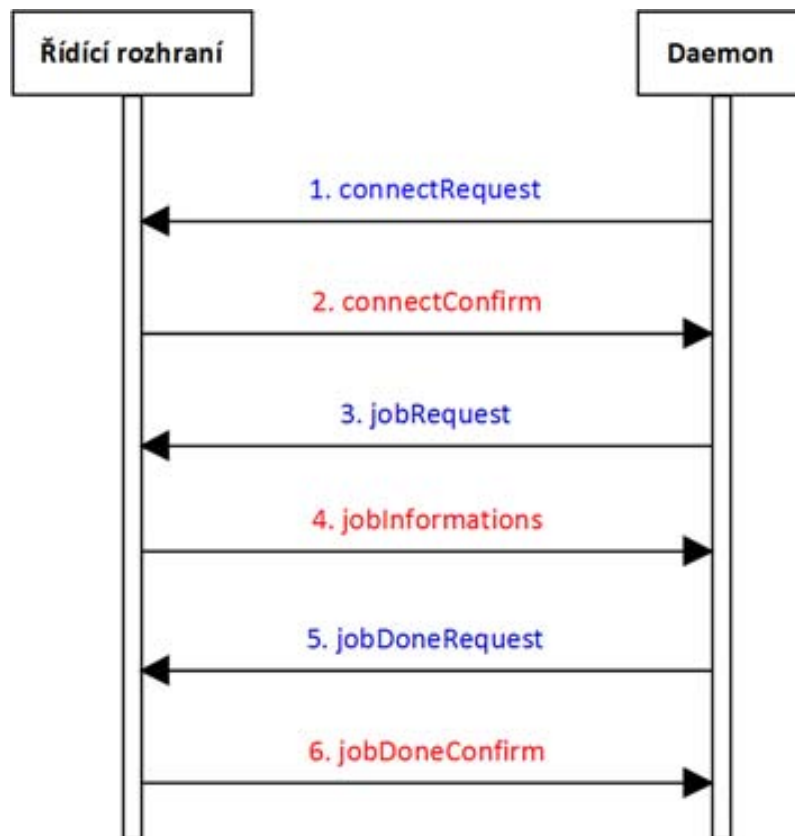 Řídící rozhraní
Daemon
1. connectRequest
2. connectConfirm
3. jobRequest
4. jobInformations
5. jobDoneRequest
6. jobDoneConfirm